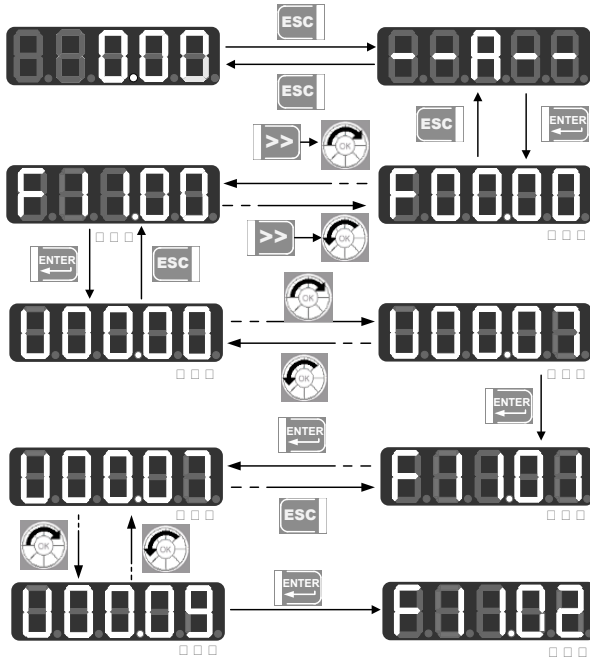 0.00
ESC
--A--
ESC
ESC
ENTER
>>
OK
F11.00
F00.00
>>
OK
ENTER
ESC
OK
U00.00
U00.07
OK
ENTER
ENTER
U00.07
F11.01
ESC
OK
OK
ENTER
U00.09
F11.02